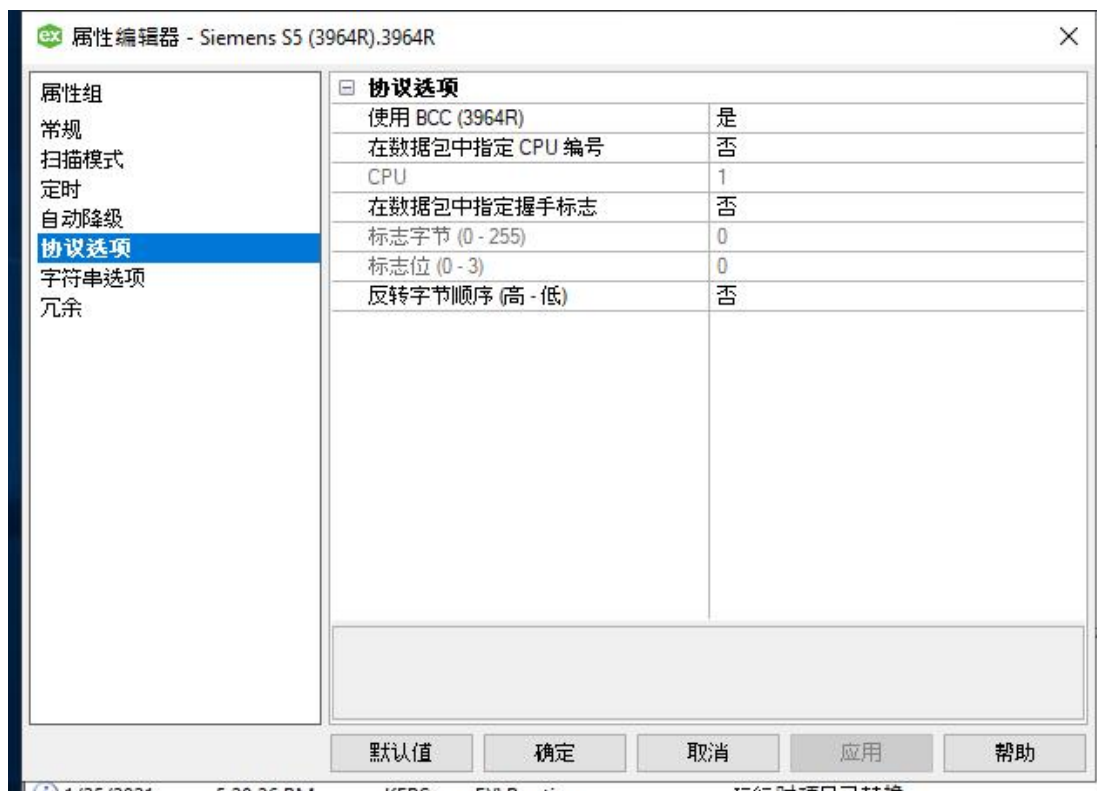 ex 属性编辑器 - Siemens S5 (3964R).3964R
属性组
常规
扫描模式
定时
自动降级
协议选项
字符串选项
冗余
协议选项
使用 BCC (3964R) 是
在数据包中指定 CPU 编号 否
CPU 1
在数据包中指定握手标志 否
标志字节 (0 - 255) 0
标志位 (0 - 3) 0
反转字节顺序 (高 - 低) 否
默认值 确定 取消 应用 帮助